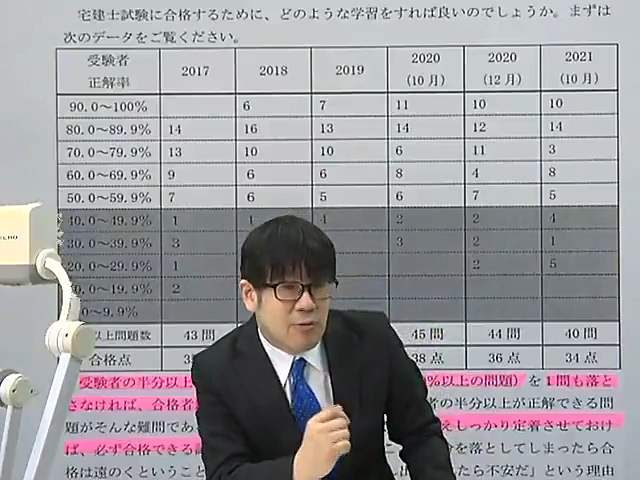 宅建士試験に合格するために、どのような学習をすれば良いのでしょうか。まずは
次のデータをご覧ください。
受験者 正解率 2017 2018 2019 2020 (10月) 2020 (12月) 2021 (10月)
90.0～100% 6 7 11 10 10
80.0～89.9% 14 16 13 14 12 14
70.0～79.9% 13 10 10 6 11 3
60.0～69.9% 9 6 6 8 4 8
50.0～59.9% 7 6 5 6 7 5
40.0～49.9% 1 1 4 2 2 4
30.0～39.9% 3 3 2 1
20.0～29.9% 1 2 5
0～19.9% 2
～9.9%
以上問題数 43問 45問 44問 40問
合格点 38点 36点 34点
受験者の半分以上 %以上の問題）を1問も落と
さなければ、合格 者の半分以上が正解できる問
題がそんな難問であ しっかり定着させておけ
ば、必ず合格できる を落としてしまったら合
格は遠のくという たら不安だ」という理由